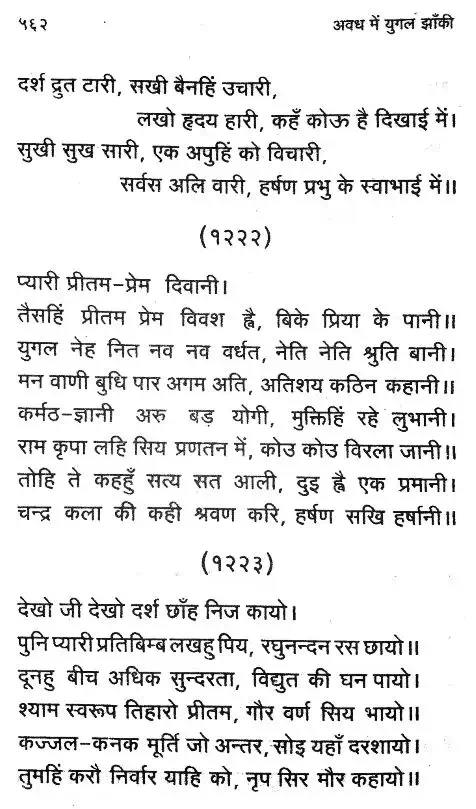 ५६२ अवध में युगल झाँकी
दर्श द्रुत टारी, सखी बैनहिं उचारी,
लखो हृदय हारी, कहँ कोऊ है दिखाई में।
सुखी सुख सारी, एक अपुहिं को विचारी,
सर्वस अलि वारी, हर्षण प्रभु के स्वाभाई में॥
(१२२२)
प्यारी प्रीतम-प्रेम दिवानी।
तैसहिं प्रीतम प्रेम विवश ह्वै, बिके प्रिया के पानी॥
युगल नेह नित नव नव वर्धत, नेति नेति श्रुति बानी।
मन वाणी बुधि पार अगम अति, अतिशय कठिन कहानी॥
कर्मठ-ज्ञानी अरु बड़ योगी, मुक्तिहिं रहे लुभानी।
राम कृपा लहि सिय प्रणतन में, कोउ कोउ विरला जानी॥
तोहि ते कहहुँ सत्य सत आली, दुइ ह्वै एक प्रमानी।
चन्द्र कला की कही श्रवण करि, हर्षण सखि हर्षानी॥
(१२२३)
देखो जी देखो दर्श छाँह निज कायो।
पुनि प्यारी प्रतिबिम्ब लखहु पिय, रघुनन्दन रस छायो॥
दूनहु बीच अधिक सुन्दरता, विद्युत की घन पायो।
श्याम स्वरूप तिहारो प्रीतम, गौर वर्ण सिय भायो॥
कज्जल-कनक मूर्ति जो अन्तर, सोइ यहाँ दरशायो।
तुमहिं करौ निर्वार याहि को, नृप सिर मौर कहायो॥